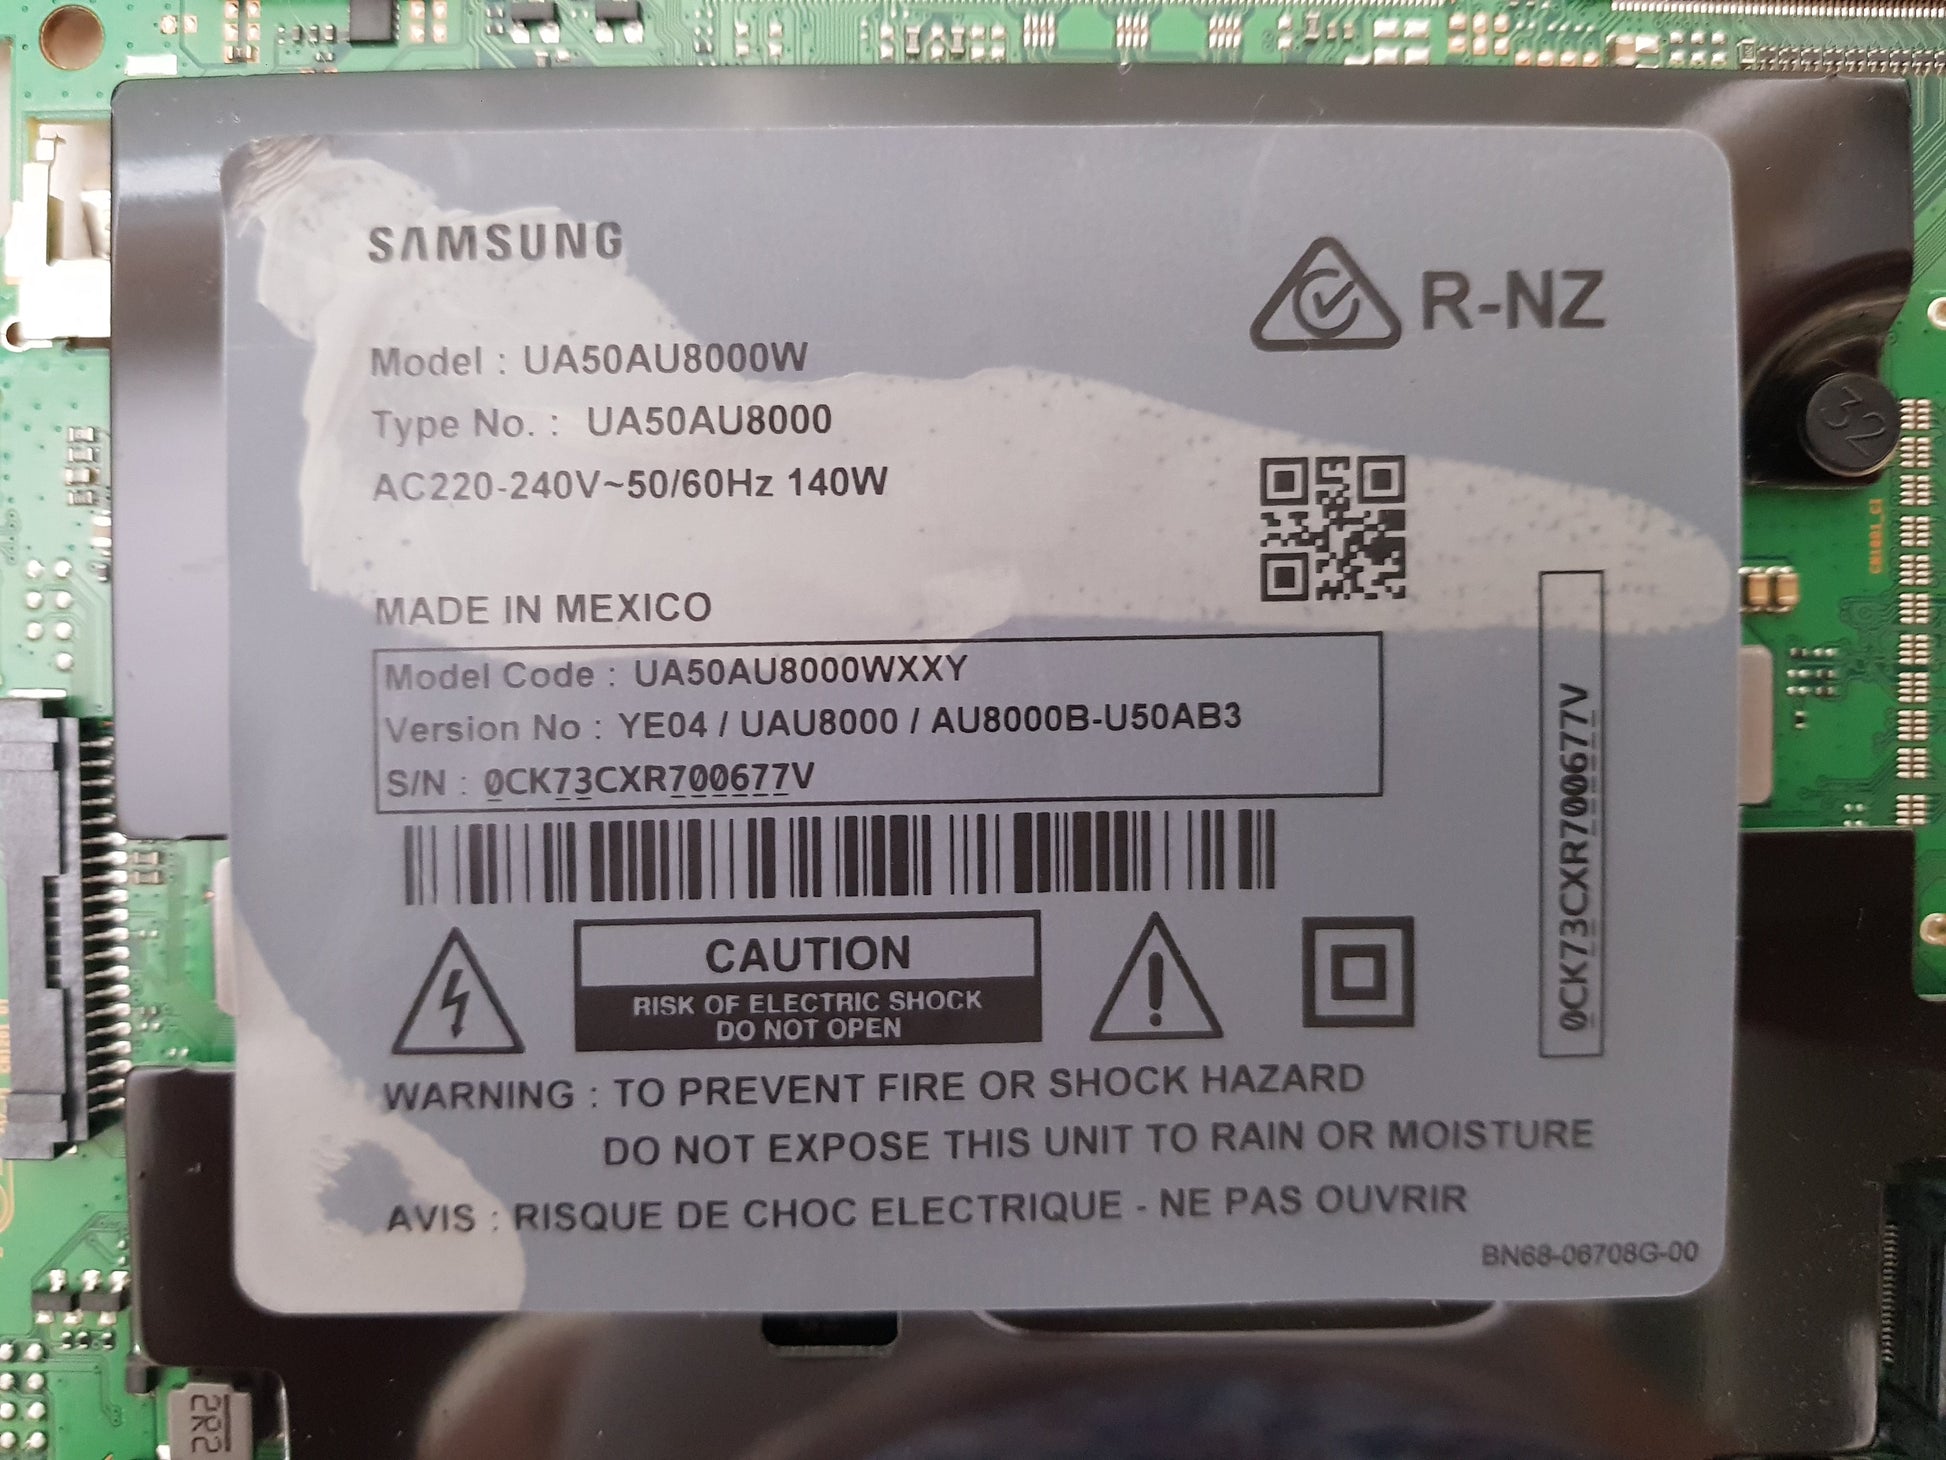 SAMSUNG
R-NZ
Model : UA50AU8000W
Type No. : UA50AU8000
AC220-240V~50/60Hz 140W
MADE IN MEXICO
Model Code : UA50AU8000WXXY
Version No : YE04 / UAU8000 / AU8000B-U50AB3
S/N : 0CK73CXR700677V
0CK73CXR700677V
CAUTION
RISK OF ELECTRIC SHOCK
DO NOT OPEN
WARNING : TO PREVENT FIRE OR SHOCK HAZARD
DO NOT EXPOSE THIS UNIT TO RAIN OR MOISTURE
AVIS : RISQUE DE CHOC ELECTRIQUE - NE PAS OUVRIR
BN68-06708G-00
32
2R2